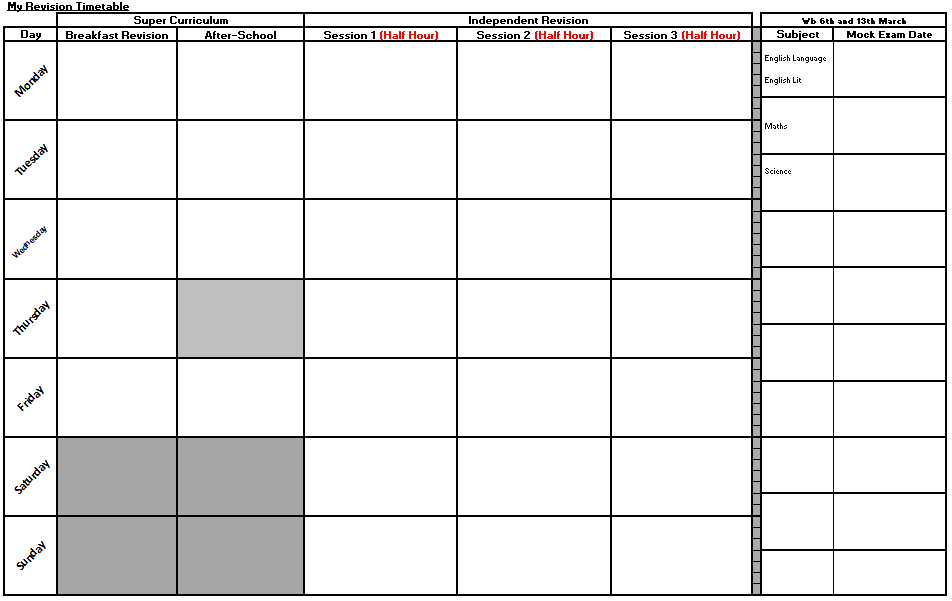 My Revision Timetable
Super Curriculum Independent Revision Wb 6th and 13th March
Day Breakfast Revision After-School Session 1 (Half Hour) Session 2 (Half Hour) Session 3 (Half Hour) Subject Mock Exam Date
Monday
English Language
English Lit
Tuesday
Maths
Science
Wednesday
Thursday
Friday
Saturday
Sunday